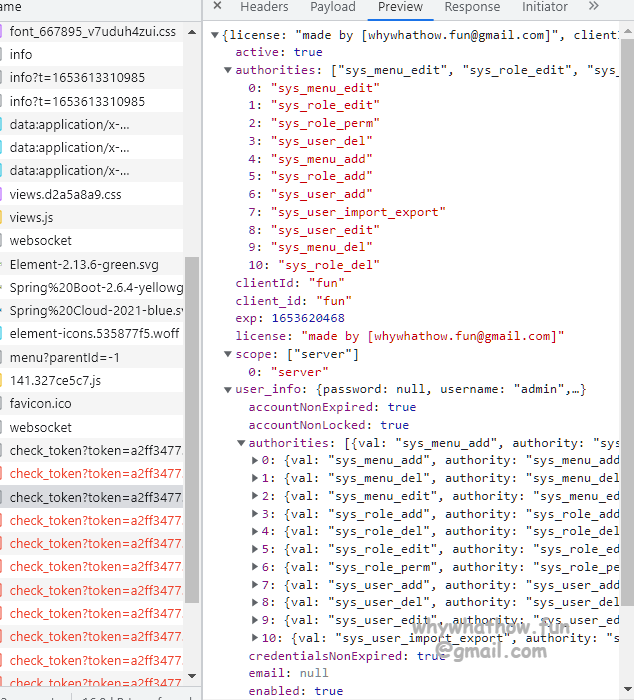 ame
font_667895_v7uduh4zui.css
info
info?t=1653613310985
info?t=1653613310985
data:application/x-...
data:application/x-...
data:application/x-...
views.d2a5a8a9.css
views.js
websocket
Element-2.13.6-green.svg
Spring%20Boot-2.6.4-yellowg
Spring%20Cloud-2021-blue.sv
element-icons.535877f5.woff
menu?parentId=-1
141.327ce5c7.js
favicon.ico
websocket
check_token?token=a2ff3477.
check_token?token=a2ff3477.
check_token?token=a2ff3477.
check_token?token=a2ff3477.
check_token?token=a2ff3477.
check_token?token=a2ff3477.
check_token?token=a2ff3477.
check_token?token=a2ff3477.
check_token?token=a2ff3477.
check_token?token=a2ff3477.
check_token?token=a2ff3477.
× Headers Payload Preview Response Initiator »
▼{license: "made by [whywhathow.fun@gmail.com]", client
active: true
▼authorities: ["sys_menu_edit", "sys_role_edit", "sys_
0: "sys_menu_edit"
1: "sys_role_edit"
2: "sys_role_perm"
3: "sys_user_del"
4: "sys_menu_add"
5: "sys_role_add"
6: "sys_user_add"
7: "sys_user_import_export"
8: "sys_user_edit"
9: "sys_menu_del"
10: "sys_role_del"
clientId: "fun"
client_id: "fun"
exp: 1653620468
license: "made by [whywhathow.fun@gmail.com]"
▼scope: ["server"]
0: "server"
▼user_info: {password: null, username: "admin",…}
accountNonExpired: true
accountNonLocked: true
▼authorities: [{val: "sys_menu_add", authority: "sys
▶0: {val: "sys_menu_add", authority: "sys_menu_add
▶1: {val: "sys_menu_del", authority: "sys_menu_del
▶2: {val: "sys_menu_edit", authority: "sys_menu_ed
▶3: {val: "sys_role_add", authority: "sys_role_add
▶4: {val: "sys_role_del", authority: "sys_role_del
▶5: {val: "sys_role_edit", authority: "sys_role_ed
▶6: {val: "sys_role_perm", authority: "sys_role_pe
▶7: {val: "sys_user_add", authority: "sys_user_add
▶8: {val: "sys_user_del", authority: "sys_user_del
▶9: {val: "sys_user_edit", authority: "sys_user_ed
▶10: {val: "sys_user_import_export", authority: "s
credentialsNonExpired: true
email: null
enabled: true
whywhathow.fun
@gmail.com